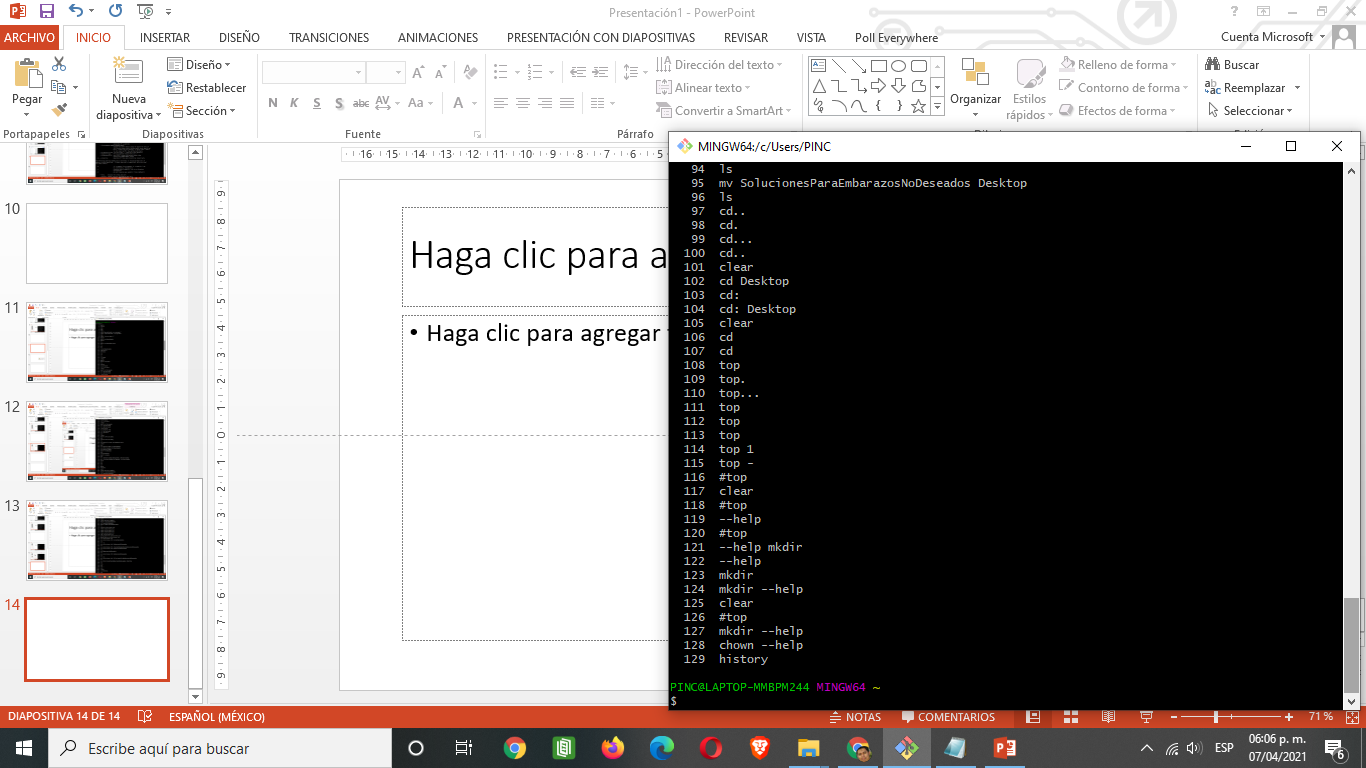 Presentación1 - PowerPoint
ARCHIVO INICIO INSERTAR DISEÑO TRANSICIONES ANIMACIONES PRESENTACIÓN CON DIAPOSITIVAS REVISAR VISTA Poll Everywhere Cuenta Microsoft
Pegar
Nueva diapositiva
Diseño
Restablecer
Sección
N K S S abc AV Aa A
Dirección del texto
Alinear texto
Convertir a SmartArt
Organizar
Estilos rápidos
Relleno de forma
Contorno de forma
Efectos de forma
Buscar
Reemplazar
Seleccionar
Portapapeles Diapositivas Fuente Párrafo
10
11
12
13
14
Haga clic para a
• Haga clic para agregar
MINGW64:/c/Users/PINC
94 ls
95 mv SolucionesParaEmbarazosNoDeseados Desktop
96 ls
97 cd..
98 cd.
99 cd...
100 cd..
101 clear
102 cd Desktop
103 cd:
104 cd: Desktop
105 clear
106 cd
107 cd
108 top
109 top.
110 top...
111 top
112 top
113 top
114 top 1
115 top -
116 #top
117 clear
118 #top
119 --help
120 #top
121 --help mkdir
122 --help
123 mkdir
124 mkdir --help
125 clear
126 #top
127 mkdir --help
128 chown --help
129 history
PINC@LAPTOP-MMBPM244 MINGW64 ~
$
DIAPOSITIVA 14 DE 14 ESPAÑOL (MÉXICO) NOTAS COMENTARIOS 71 %
Escribe aquí para buscar
ESP
06:06 p. m.
07/04/2021
6